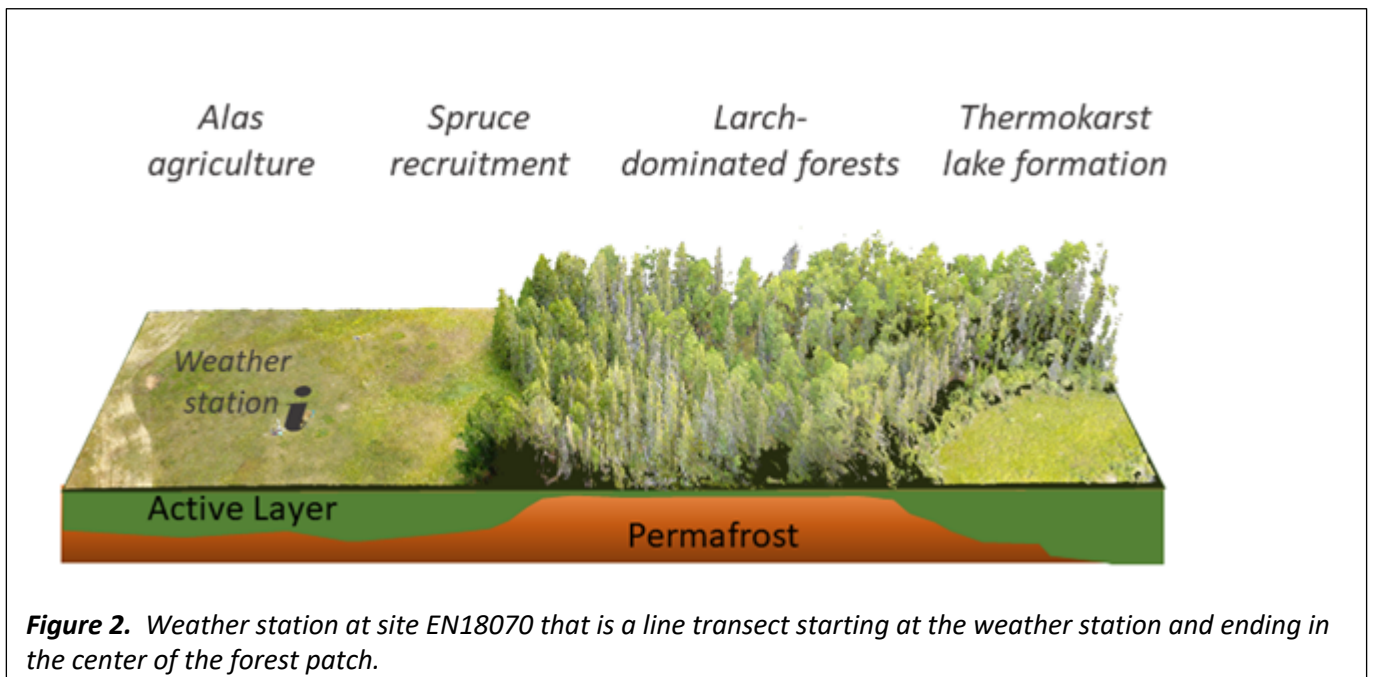 Alas agriculture
Spruce recruitment
Larch-dominated forests
Thermokarst lake formation
Weather station
Active Layer
Permafrost
Figure 2. Weather station at site EN18070 that is a line transect starting at the weather station and ending in
the center of the forest patch.